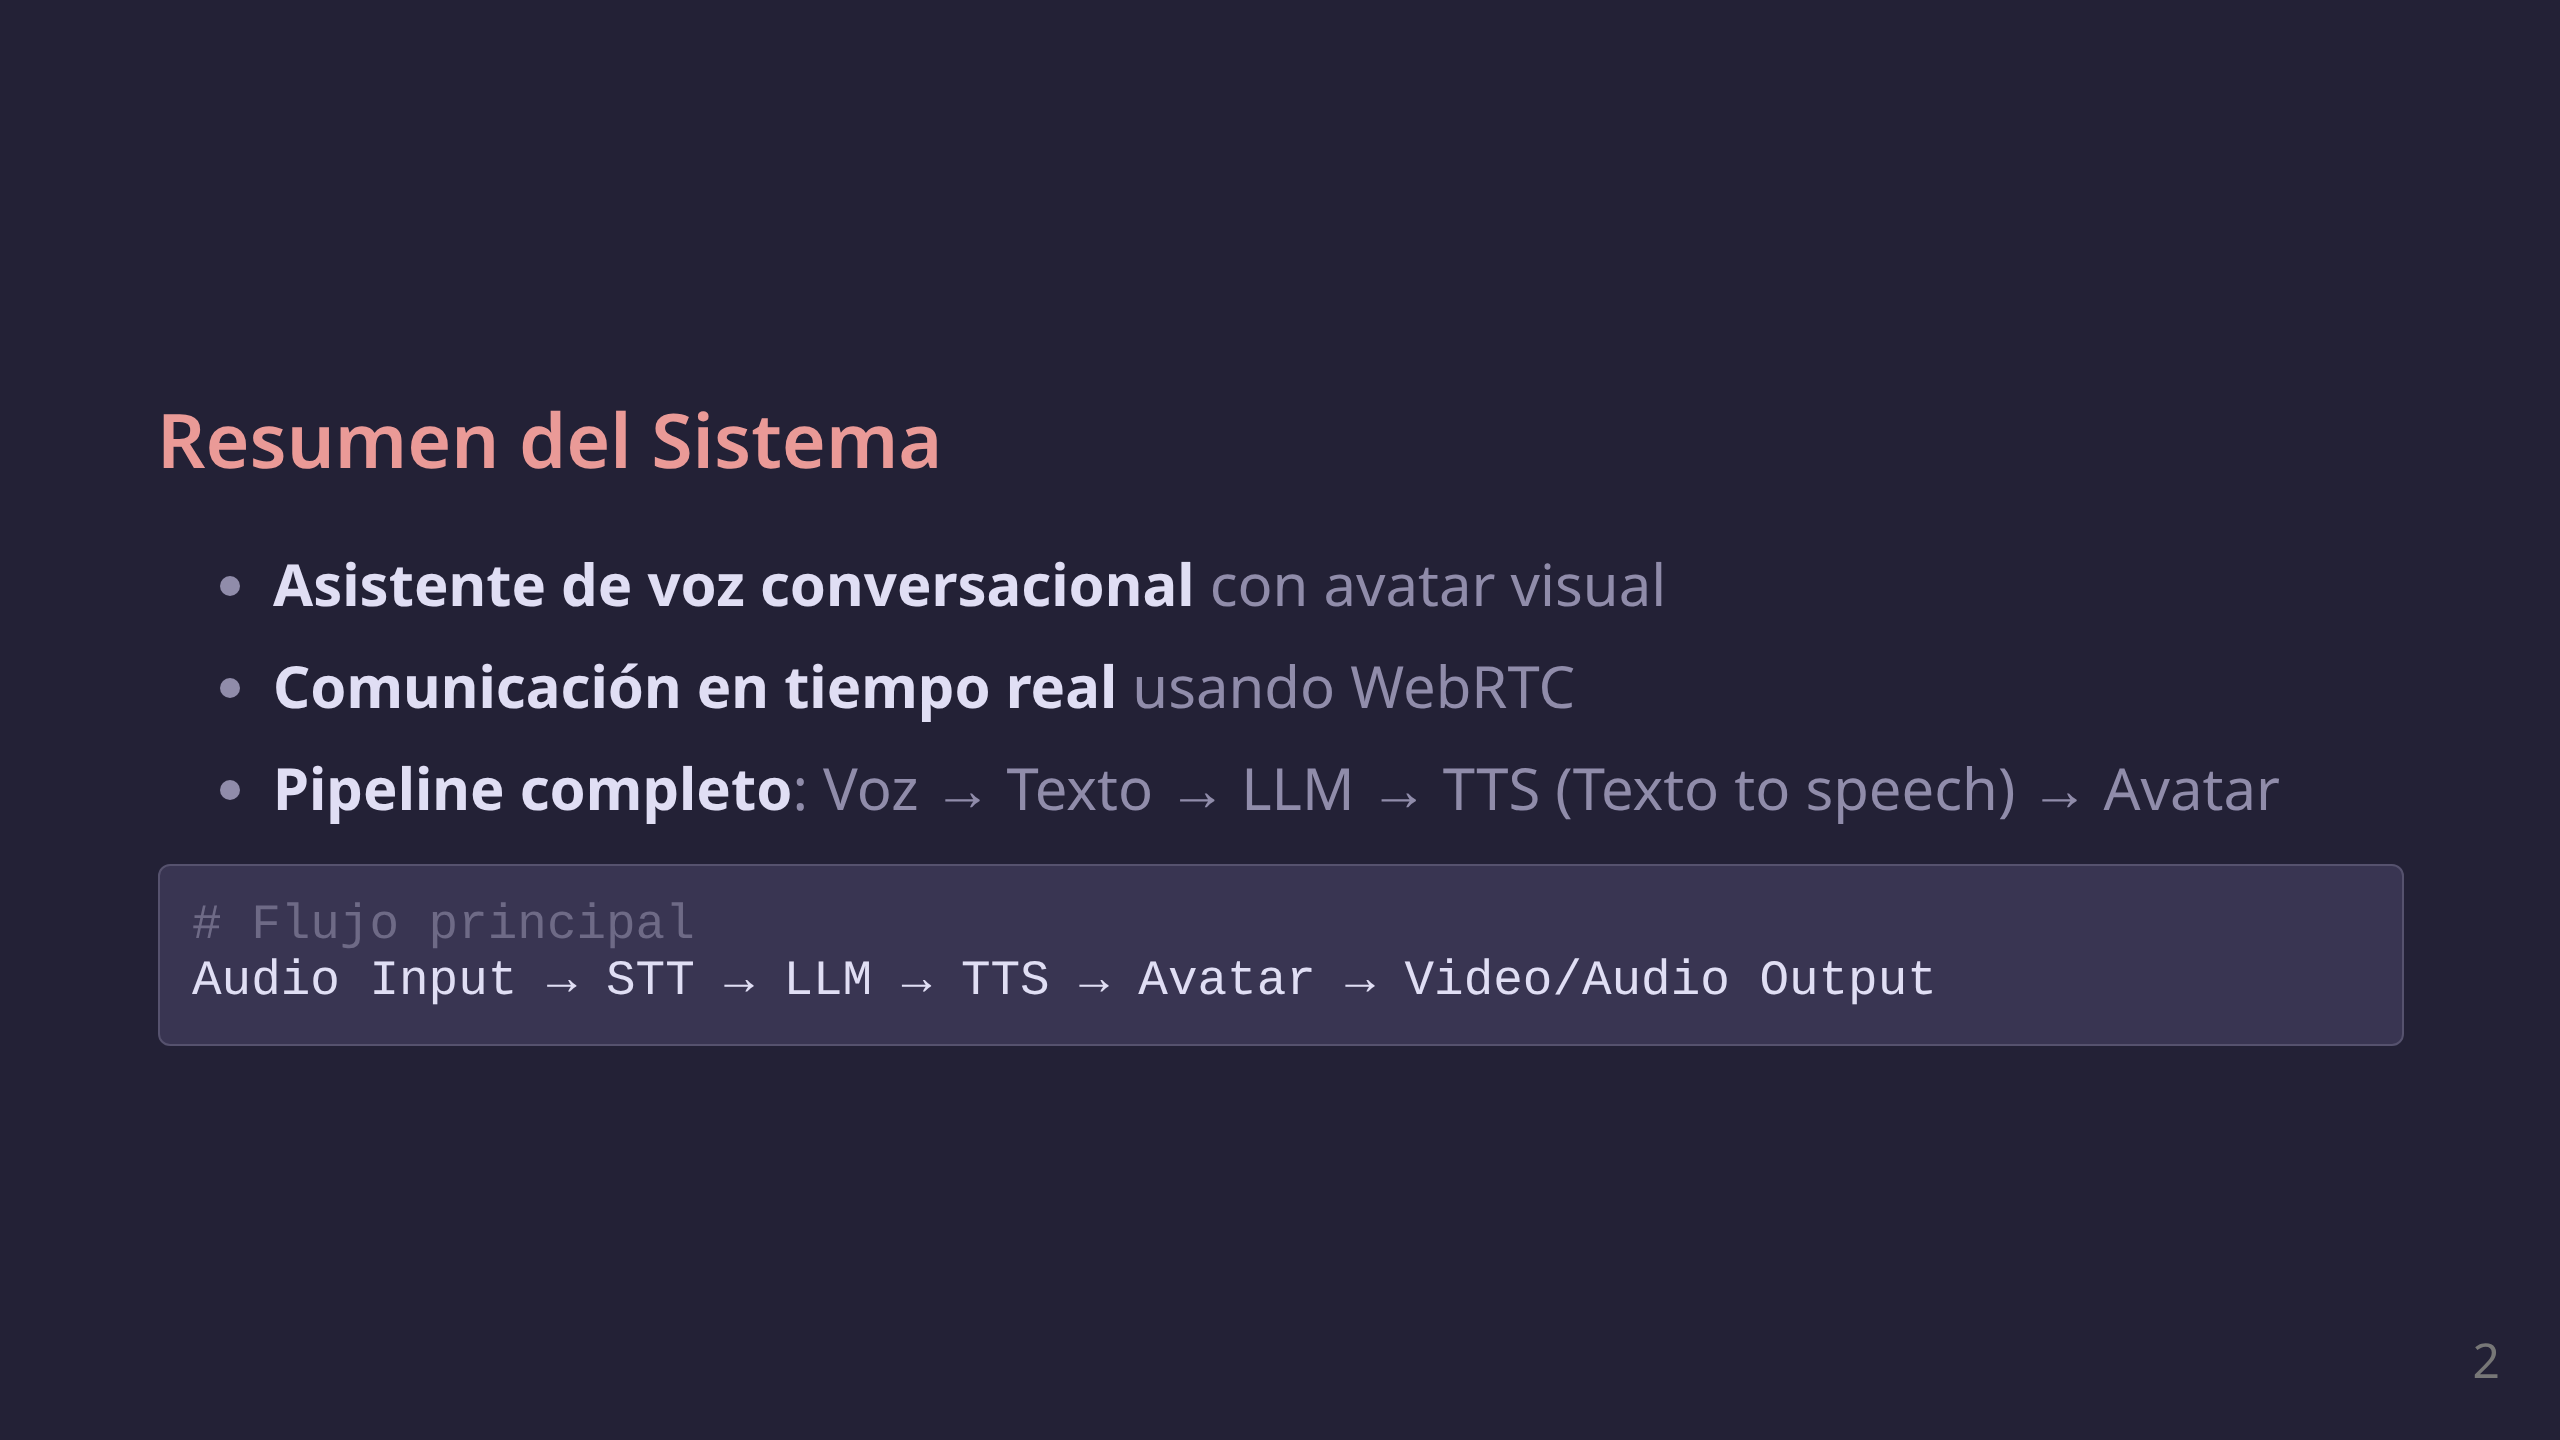 Resumen del Sistema
Asistente de voz conversacional con avatar visual
Comunicación en tiempo real usando WebRTC
Pipeline completo: Voz → Texto → LLM → TTS (Texto to speech) → Avatar
# Flujo principal
Audio Input → STT → LLM → TTS → Avatar → Video/Audio Output
2